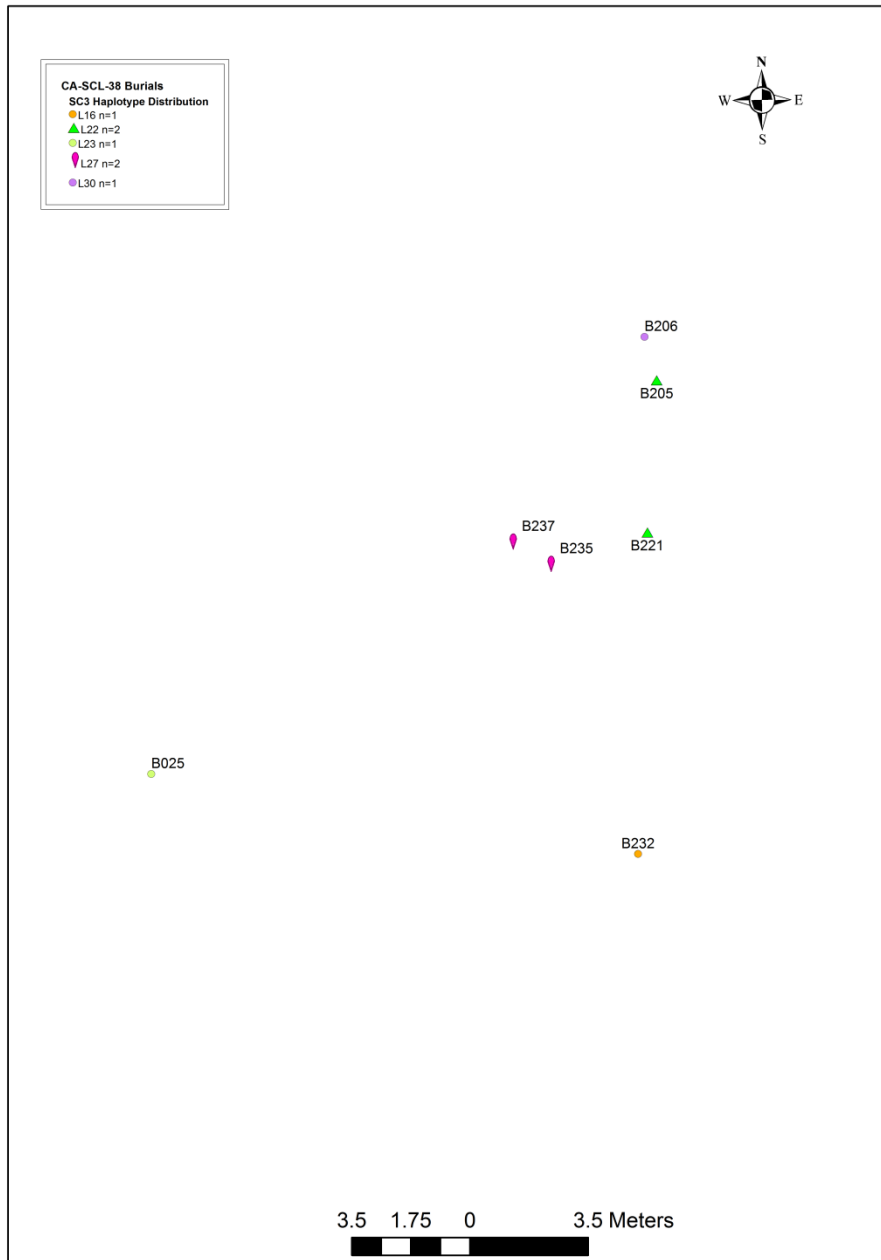 CA-SCL-38 Burials
SC3 Haplotype Distribution
L16 n=1
L22 n=2
L23 n=1
L27 n=2
L30 n=1
N
W E
S
B206
B205
B237
B235
B221
B025
B232
3.5 1.75 0 3.5 Meters